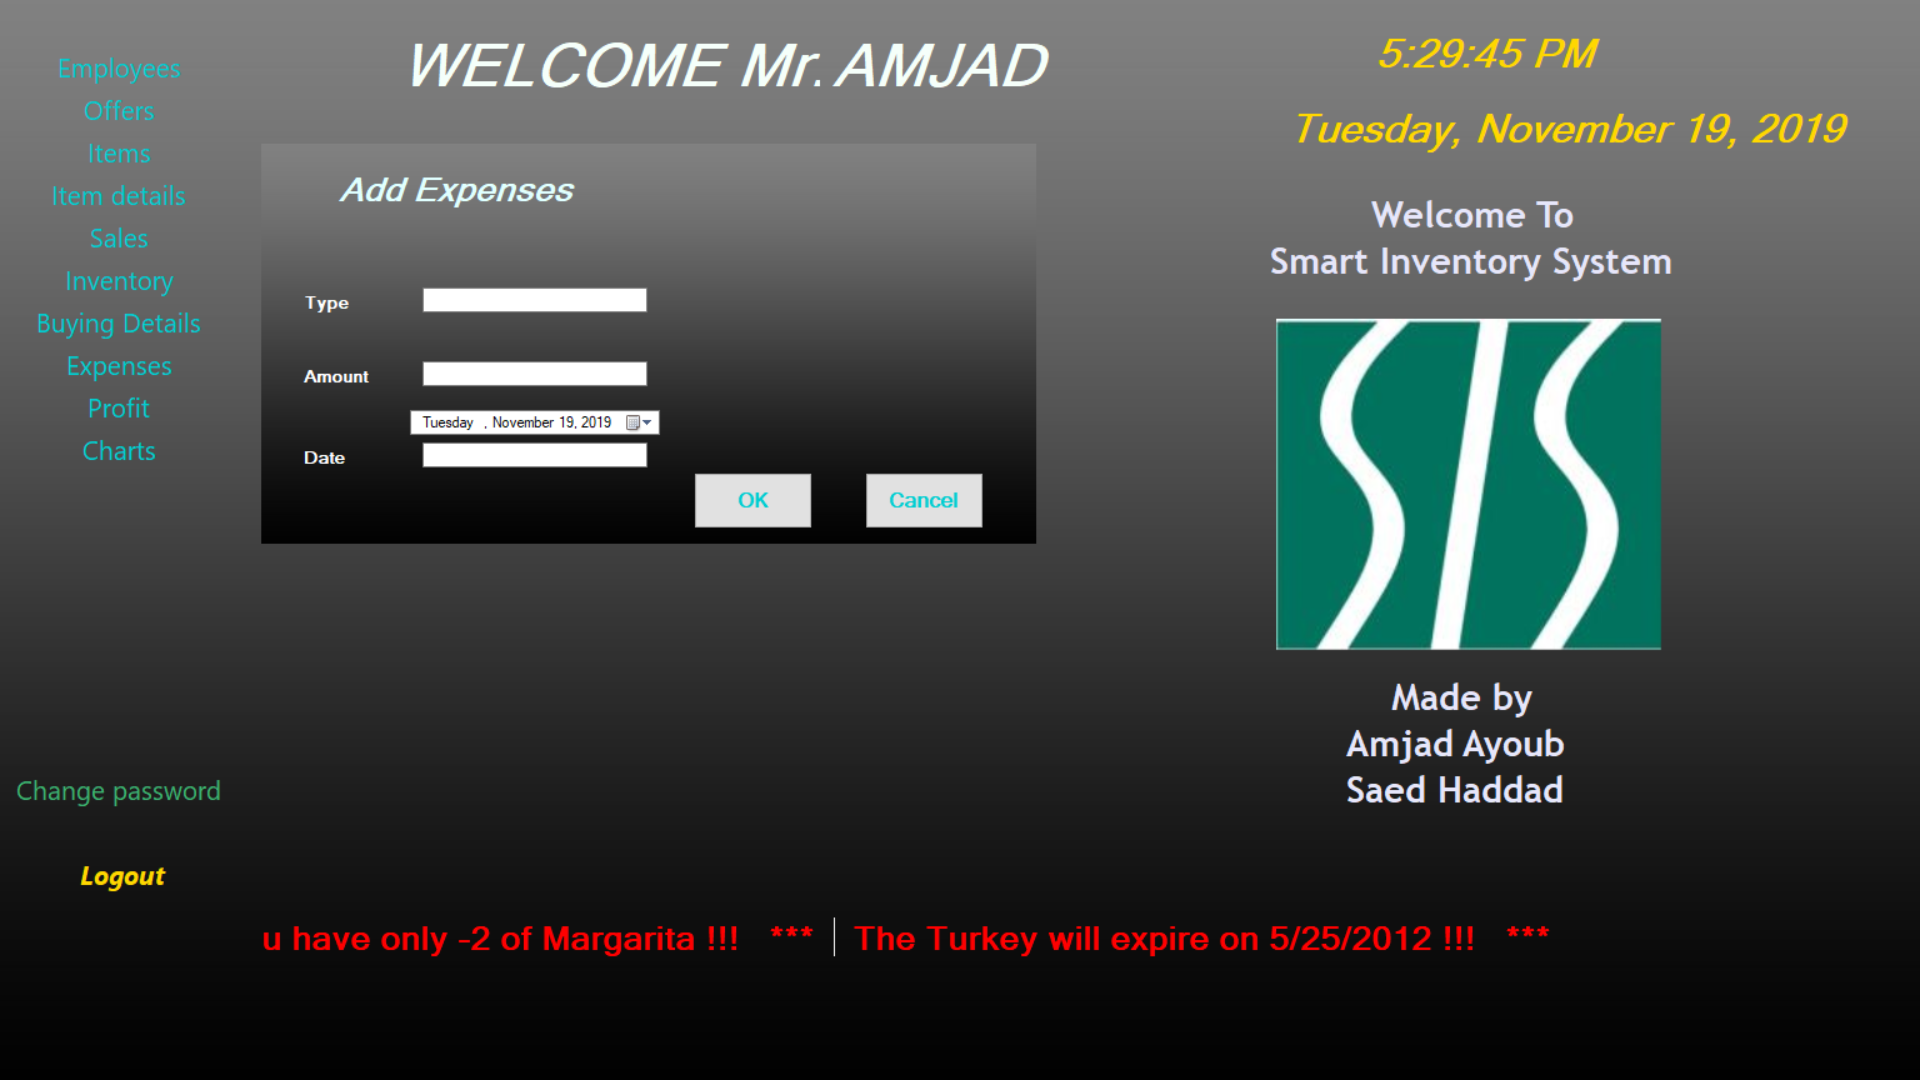 WELCOME Mr. AMJAD
5:29:45 PM
Tuesday, November 19, 2019
Employees
Offers
Items
Item details
Sales
Inventory
Buying Details
Expenses
Profit
Charts
Change password
Logout
Add Expenses
Type
Amount
Tuesday , November 19, 2019
Date
OK
Cancel
Welcome To
Smart Inventory System
SIS
Made by
Amjad Ayoub
Saed Haddad
u have only -2 of Margarita !!! *** The Turkey will expire on 5/25/2012 !!! ***